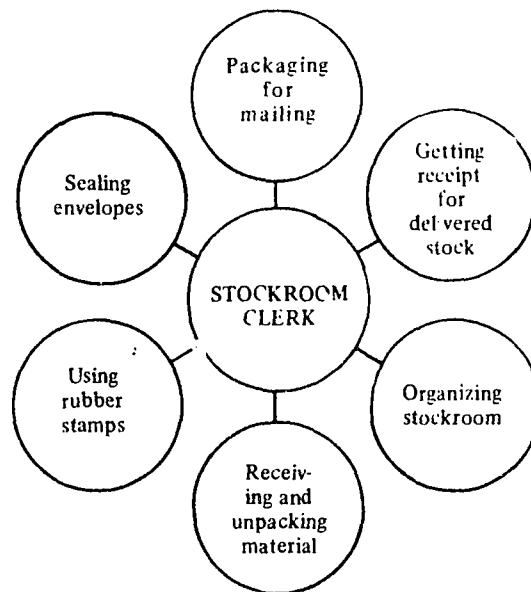 Packaging
for
mailing
Getting
receipt
for
delivered
stock
Sealing
envelopes
STOCKROOM
CLERK
Using
rubber
stamps
Organizing
stockroom
Receiv-
ing and
unpacking
material